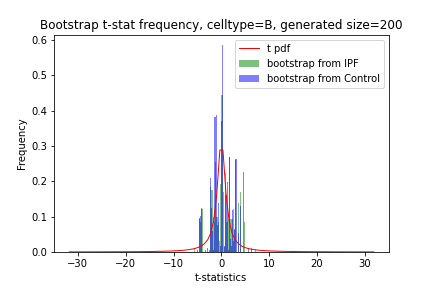 Bootstrap t-stat frequency, celltype=B, generated size=200
t pdf
bootstrap from IPF
bootstrap from Control
Frequency
0.6
0.5
0.4
0.3
0.2
0.1
0.0
−30 −20 −10 0 10 20 30
t-statistics